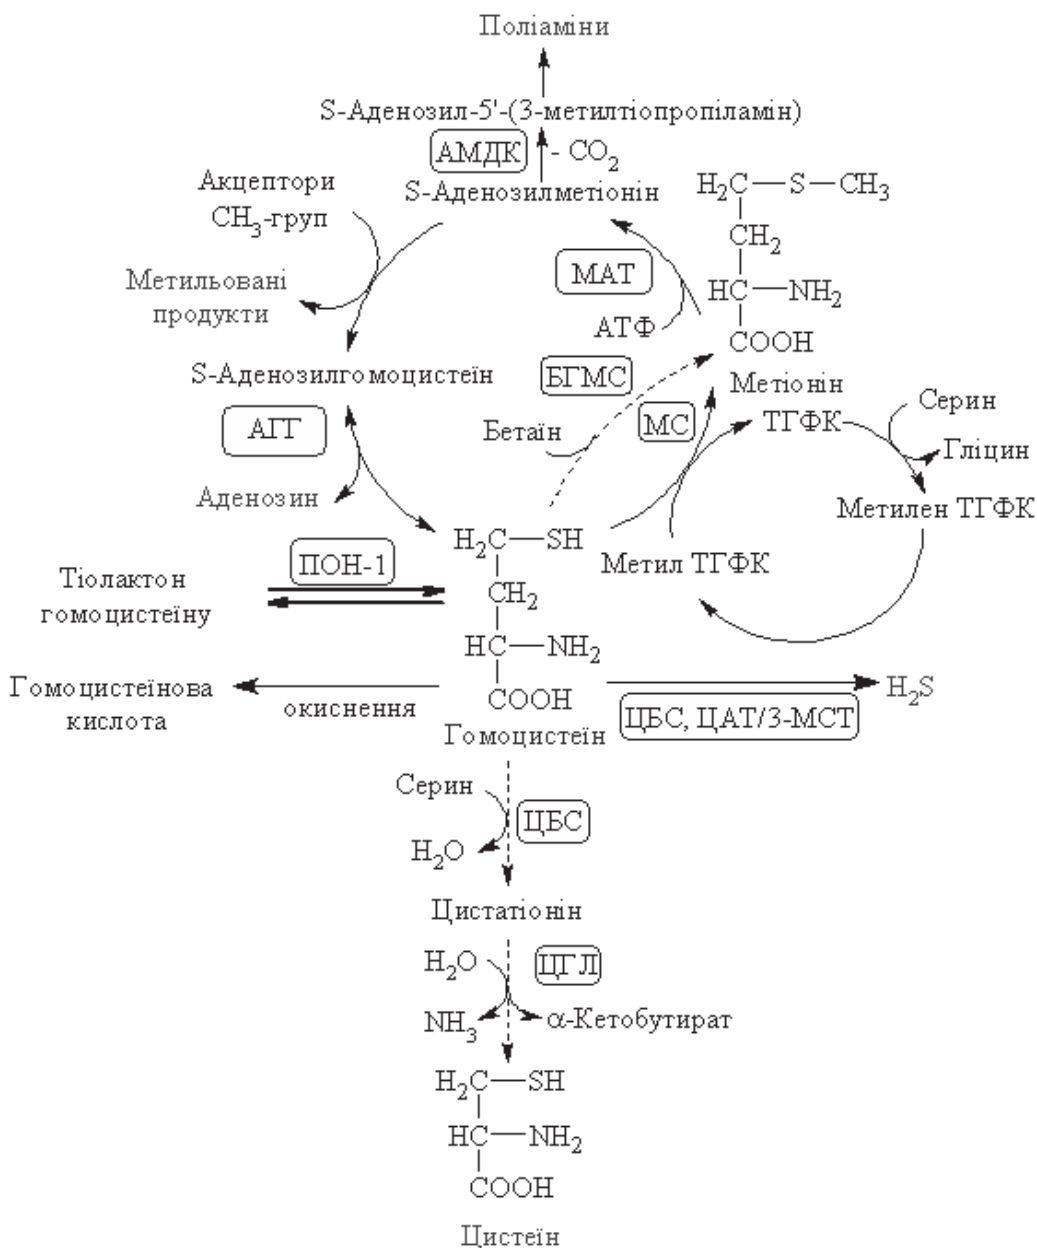 Поліаміни
S-Аденозил-5'-(3-метилтіопропіламін)
АМДК
- CO₂
S-Аденозилметіонін
Акцептори
CH₃-груп
Метильовані
продукти
МАТ
АТФ
H₂C—S—CH₃
CH₂
HC—NH₂
COOH
Метіонін
S-Аденозилгомоцистеїн
АГГ
Аденозин
БГМС
Бетаїн
МС
ТГФК
Серин
Гліцин
Метилен ТГФК
Метил ТГФК
H₂C—SH
CH₂
HC—NH₂
COOH
Гомоцистеїн
ПОН-1
Тіолактон
гомоцистеїну
Гомоцистеїнова
кислота
окиснення
H₂S
ЦБС, ЦАТ/3-МСТ
Серин
ЦБС
H₂O
Цистатіонін
H₂O
ЦГЛ
NH₃
α-Кетобутират
H₂C—SH
HC—NH₂
COOH
Цистеїн